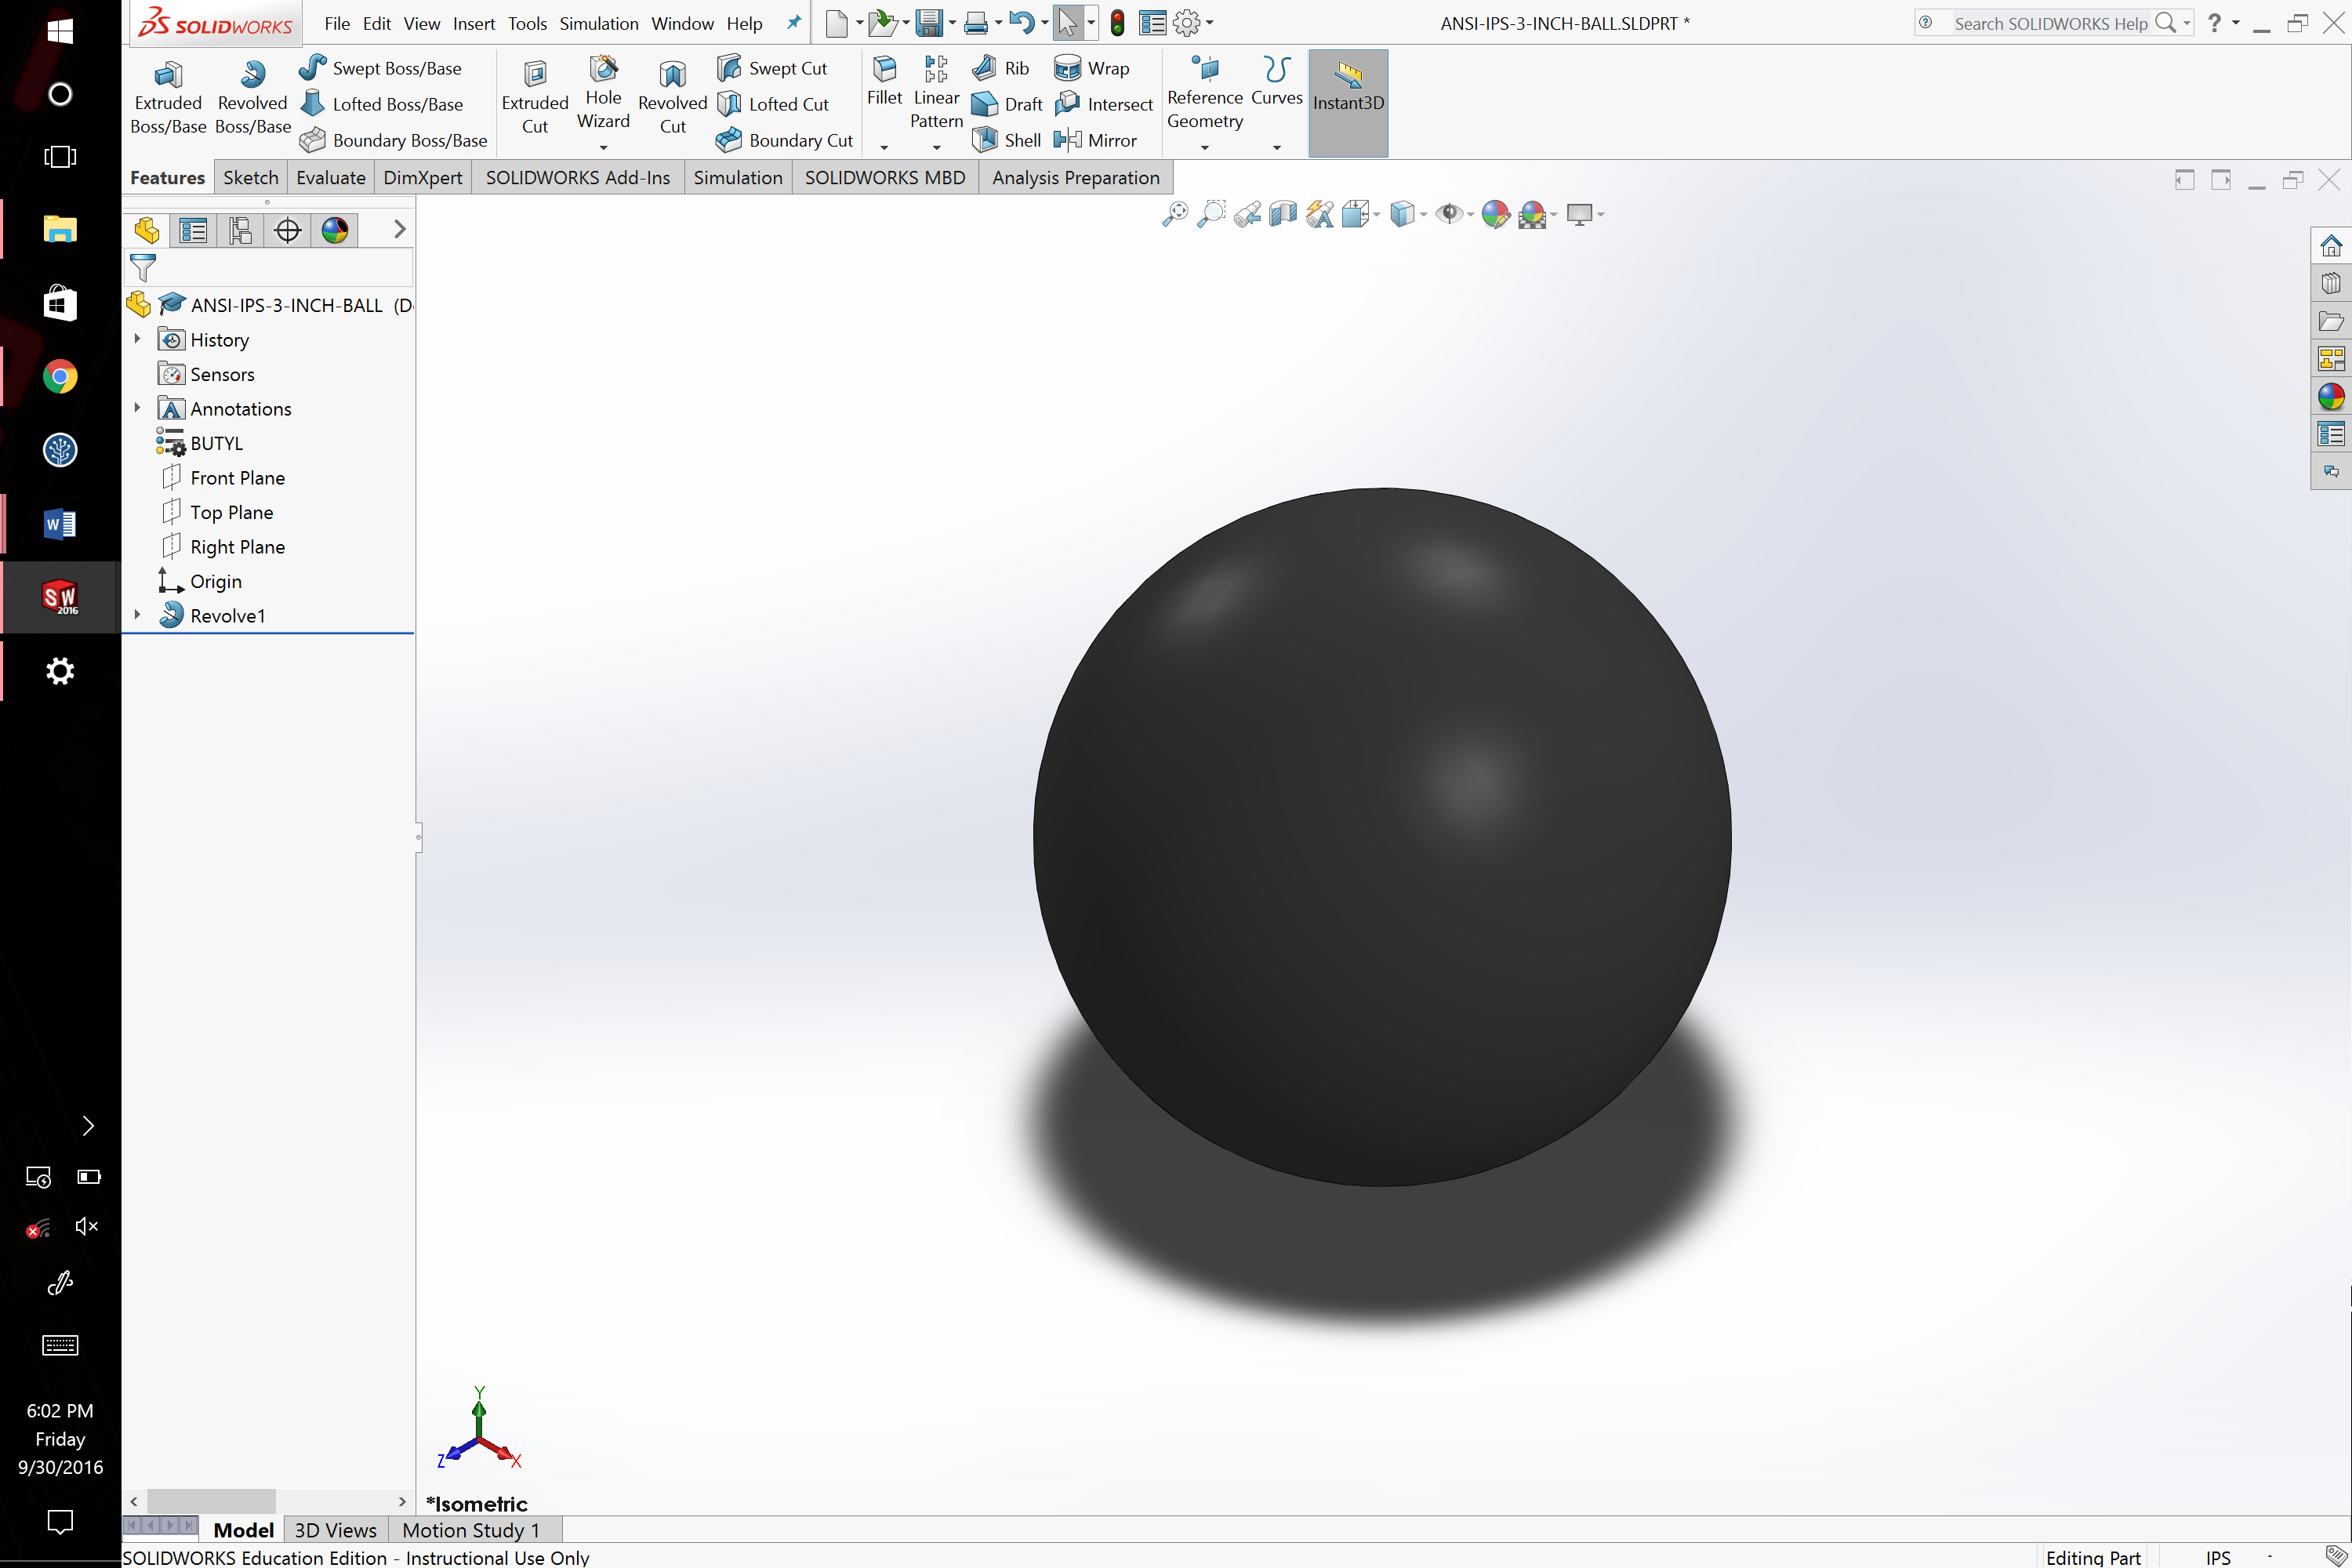 SOLIDWORKS File Edit View Insert Tools Simulation Window Help ANSI-IPS-3-INCH-BALL.SLDPRT * Search SOLIDWORKS Help ?
Extruded Boss/Base
Revolved Boss/Base
Swept Boss/Base
Lofted Boss/Base
Boundary Boss/Base
Extruded Cut
Hole Wizard
Revolved Cut
Swept Cut
Lofted Cut
Boundary Cut
Fillet
Linear Pattern
Rib
Draft
Shell
Wrap
Intersect
Mirror
Reference Geometry
Curves
Instant3D
Features Sketch Evaluate DimXpert SOLIDWORKS Add-Ins Simulation SOLIDWORKS MBD Analysis Preparation
ANSI-IPS-3-INCH-BALL (D
History
Sensors
Annotations
BUTYL
Front Plane
Top Plane
Right Plane
Origin
Revolve1
W
SW
2016
6:02 PM
Friday
9/30/2016
Y
Z
X
*Isometric
Model 3D Views Motion Study 1
SOLIDWORKS Education Edition - Instructional Use Only Editing Part IPS